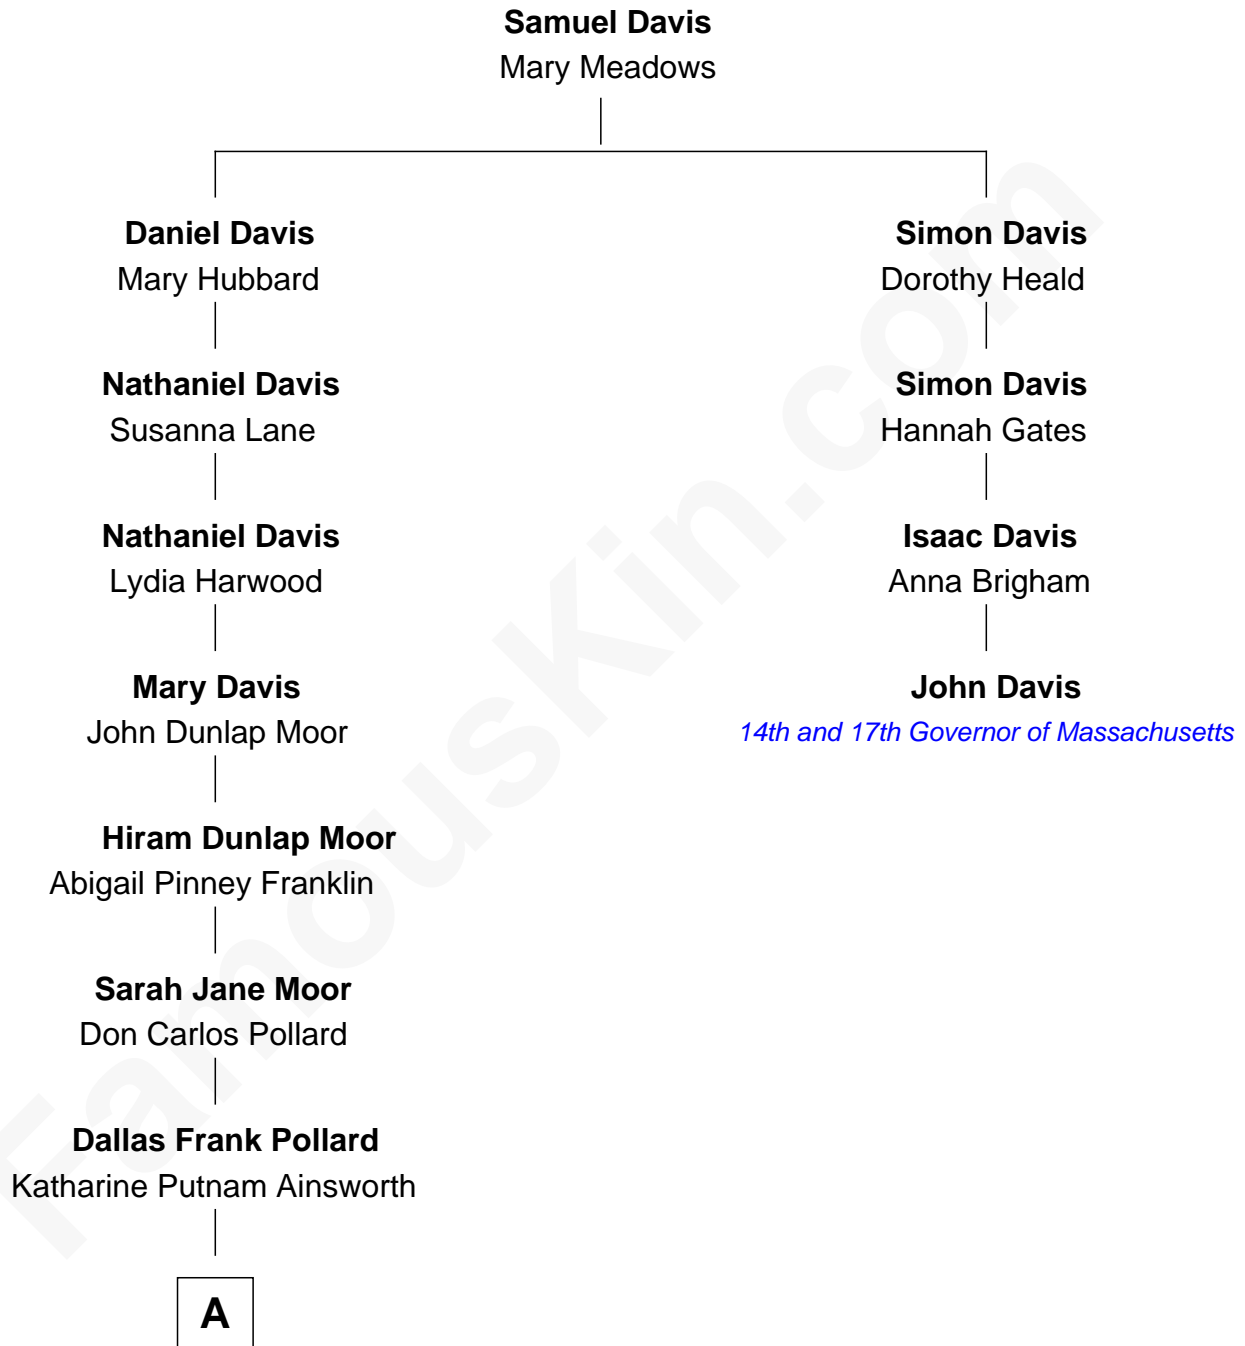 Samuel Davis
Mary Meadows
Daniel Davis
Mary Hubbard
Simon Davis
Dorothy Heald
Nathaniel Davis
Susanna Lane
Simon Davis
Hannah Gates
Nathaniel Davis
Lydia Harwood
Isaac Davis
Anna Brigham
Mary Davis
John Dunlap Moor
John Davis
14th and 17th Governor of Massachusetts
Hiram Dunlap Moor
Abigail Pinney Franklin
Sarah Jane Moor
Don Carlos Pollard
Dallas Frank Pollard
Katharine Putnam Ainsworth
A
FamousKin.com